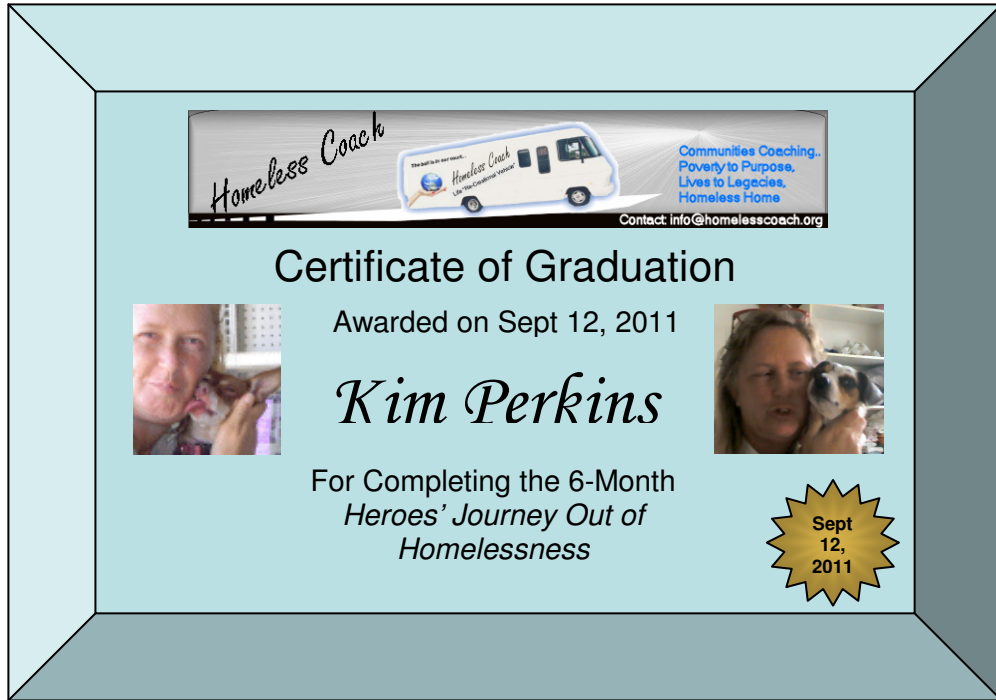 Homeless Coach
The ball is in our court...
Homeless Coach
Life "Re-Creational Vehicle"
Communities Coaching..
Poverty to Purpose,
Lives to Legacies,
Homeless Home
Contact: info@homelesscoach.org
Certificate of Graduation
Awarded on Sept 12, 2011
Kim Perkins
For Completing the 6-Month
Heroes’ Journey Out of
Homelessness
Sept
12,
2011